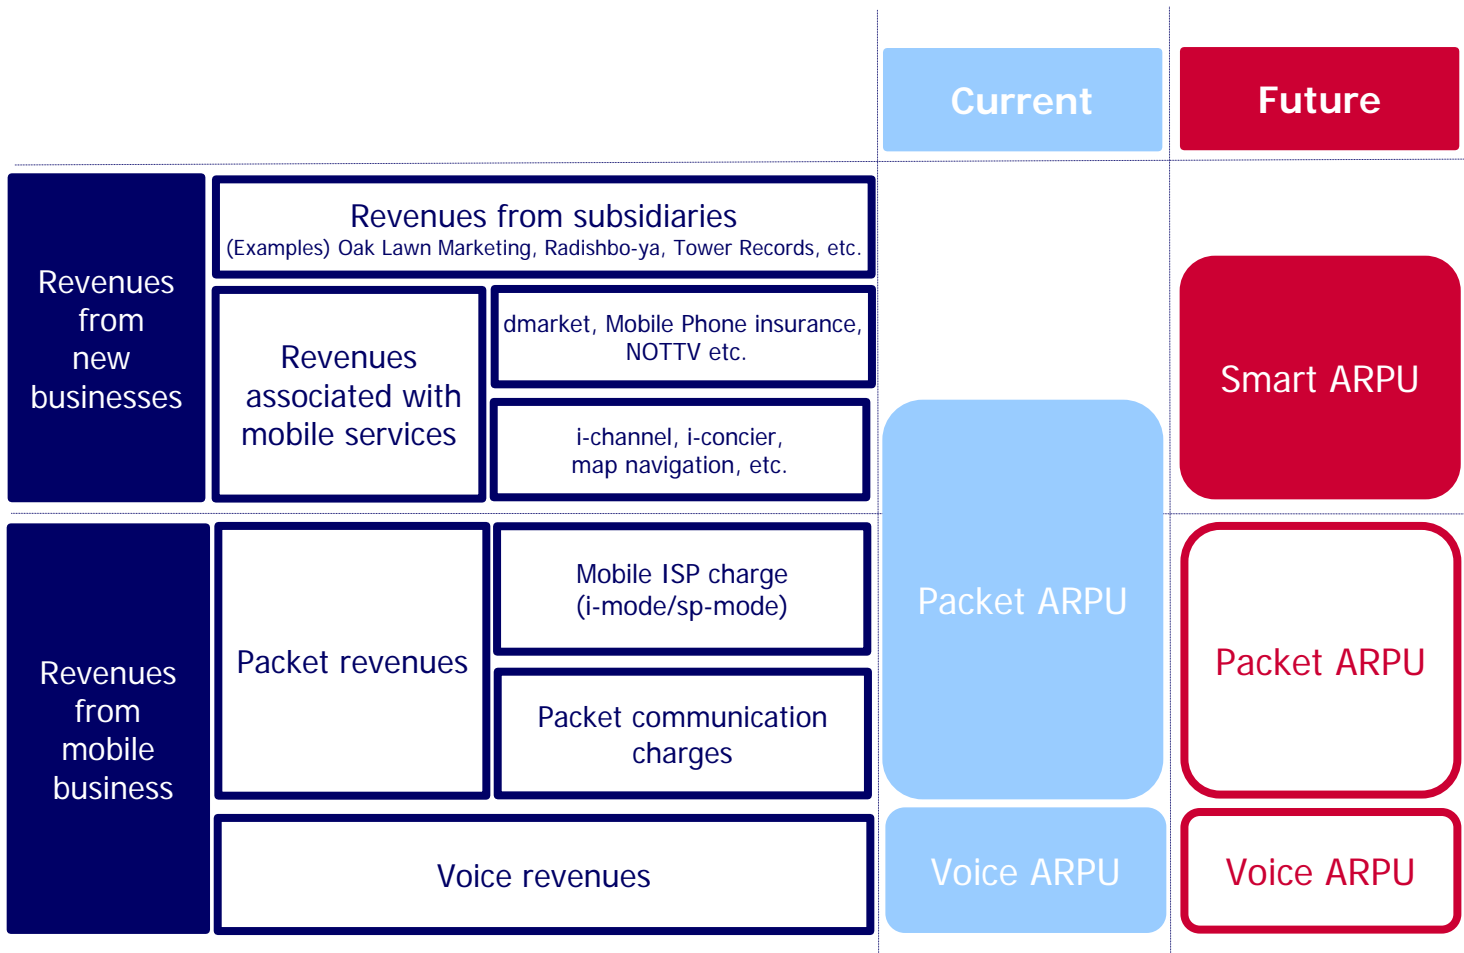 Current
Future
Revenues
from
new
businesses
Revenues from subsidiaries
(Examples) Oak Lawn Marketing, Radishbo-ya, Tower Records, etc.
Revenues
associated with
mobile services
dmarket, Mobile Phone insurance,
NOTTV etc.
i-channel, i-concier,
map navigation, etc.
Smart ARPU
Revenues
from
mobile
business
Packet revenues
Mobile ISP charge
(i-mode/sp-mode)
Packet communication
charges
Packet ARPU
Packet ARPU
Voice revenues
Voice ARPU
Voice ARPU